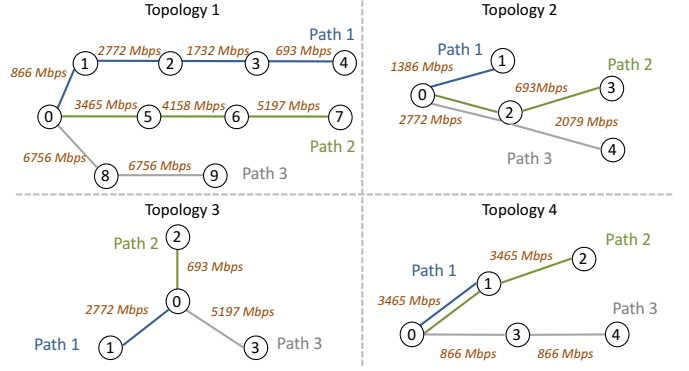 Topology 1
Path 1
2772 Mbps 1732 Mbps 693 Mbps
1 2 3 4
866 Mbps
3465 Mbps 4158 Mbps 5197 Mbps
0 5 6 7
Path 2
6756 Mbps 6756 Mbps
8 9 Path 3
Topology 2
Path 1 1
1386 Mbps
Path 2
0 693Mbps 3
2
2772 Mbps 2079 Mbps
Path 3 4
Topology 3
2
Path 2
693 Mbps
0
2772 Mbps 5197 Mbps
Path 1 1 3 Path 3
Topology 4
Path 2
3465 Mbps 2
Path 1
1
3465 Mbps
Path 3
0 3 4
866 Mbps 866 Mbps